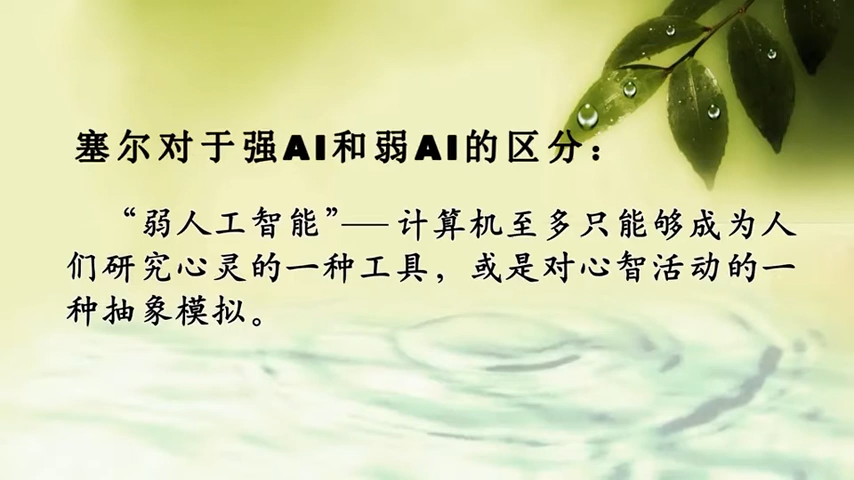 塞尔对于强AI和弱AI的区分：
“弱人工智能”——计算机至多只能够成为人
们研究心灵的一种工具，或是对心智活动的一
种抽象模拟。